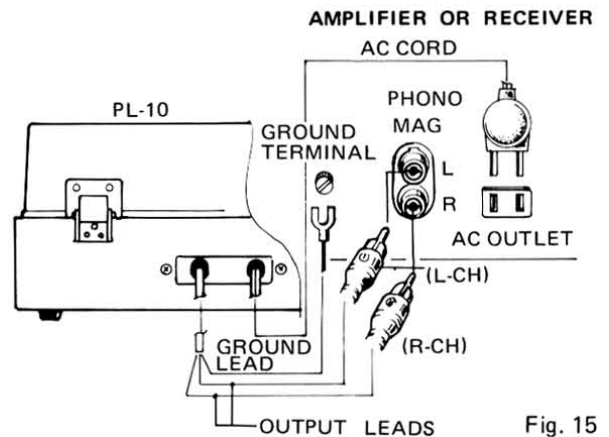 AMPLIFIER OR RECEIVER
AC CORD
PL-10
PHONO
MAG
GROUND
TERMINAL
L
R
AC OUTLET
(L-CH)
(R-CH)
GROUND
LEAD
OUTPUT LEADS
Fig. 15